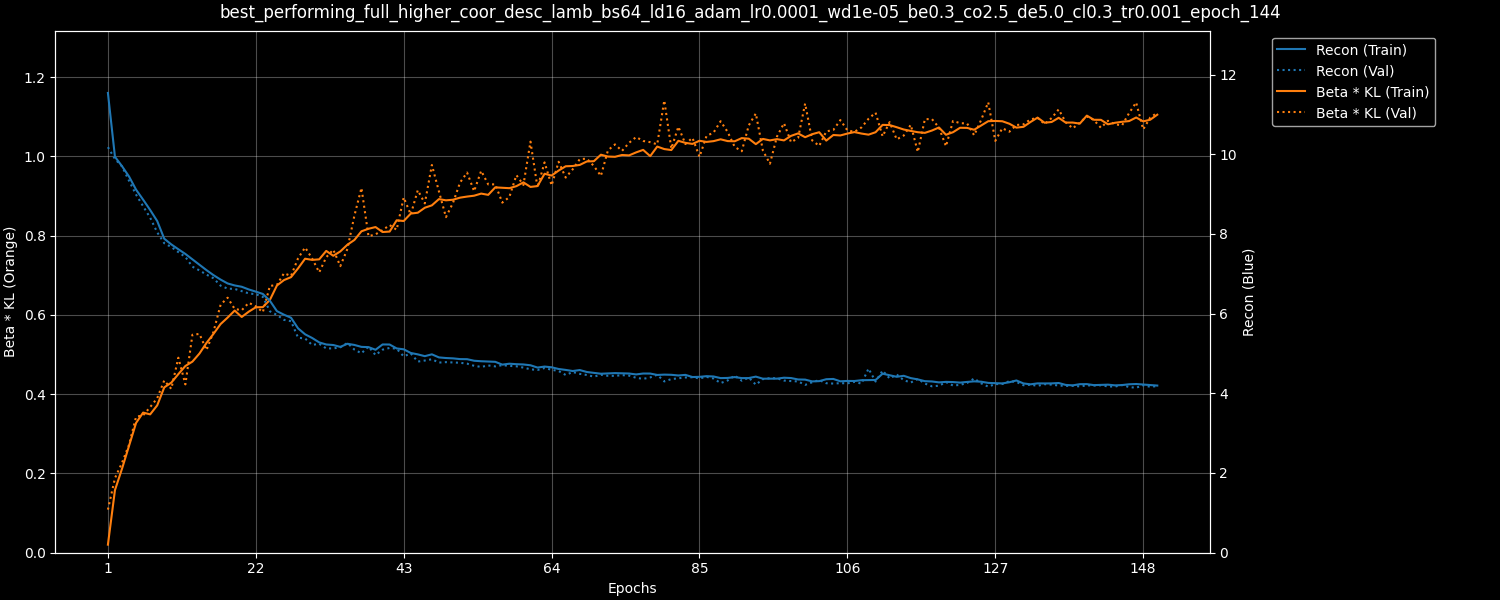 best_performing_full_higher_coor_desc_lamb_bs64_ld16_adam_lr0.0001_wd1e-05_be0.3_co2.5_de5.0_cl0.3_tr0.001_epoch_144
Beta * KL (Orange)
1.2
1.0
0.8
0.6
0.4
0.2
0.0
1
22
43
64
85
106
127
148
Epochs
12
10
8
6
4
2
0
Recon (Blue)
Recon (Train)
Recon (Val)
Beta * KL (Train)
Beta * KL (Val)